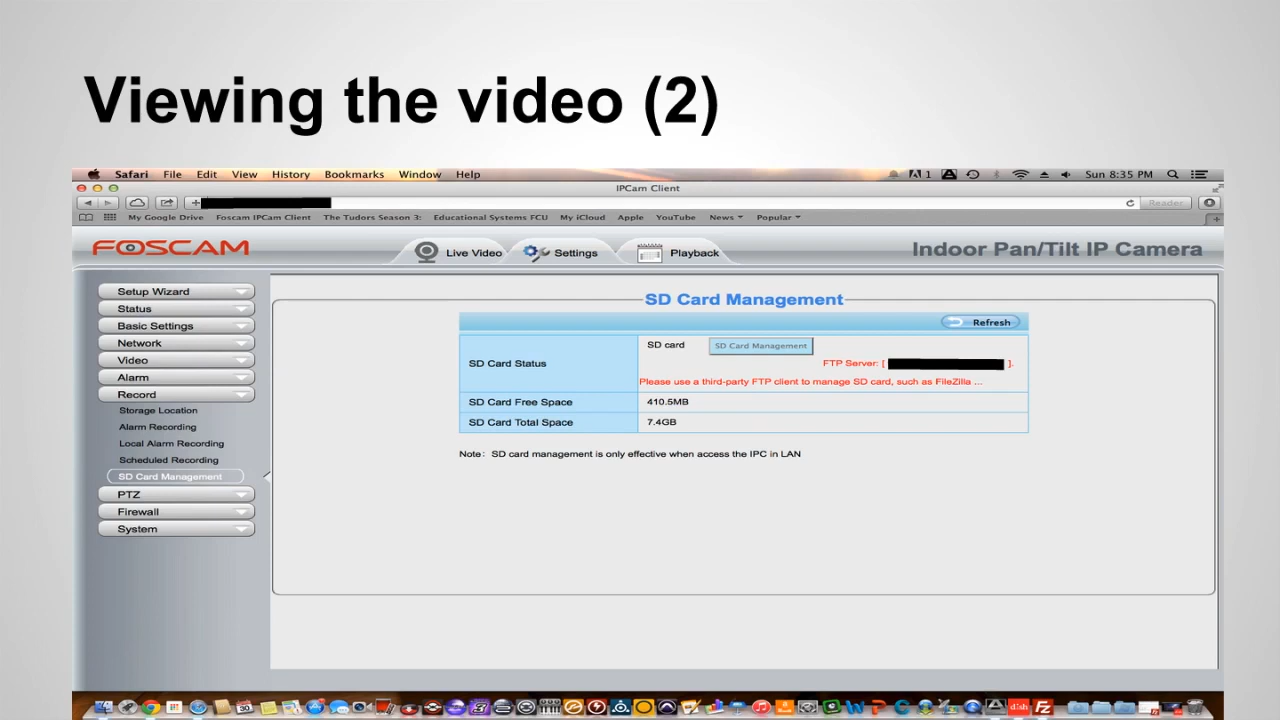 Viewing the video (2)
Safari File Edit View History Bookmarks Window Help 1 Sun 8:35 PM
IPCam Client
Reader
My Google Drive Foscam IPCam Client The Tudors Season 3: Educational Systems FCU My iCloud Apple YouTube News Popular
FOSCAM Live Video Settings Playback Indoor Pan/Tilt IP Camera
Setup Wizard
Status
Basic Settings
Network
Video
Alarm
Record
Storage Location
Alarm Recording
Local Alarm Recording
Scheduled Recording
SD Card Management
PTZ
Firewall
System
SD Card Management
Refresh
SD Card Status
SD card SD Card Management
FTP Server: [ ].
Please use a third-party FTP client to manage SD card, such as FileZilla ...
SD Card Free Space 410.5MB
SD Card Total Space 7.4GB
Note: SD card management is only effective when access the IPC in LAN
30 dish Fz